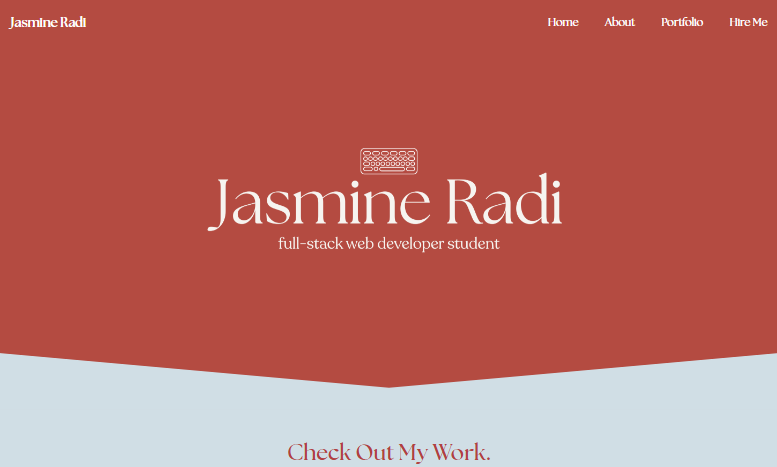 Jasmine Radi
Home About Portfolio Hire Me
Jasmine Radi
full-stack web developer student
Check Out My Work.